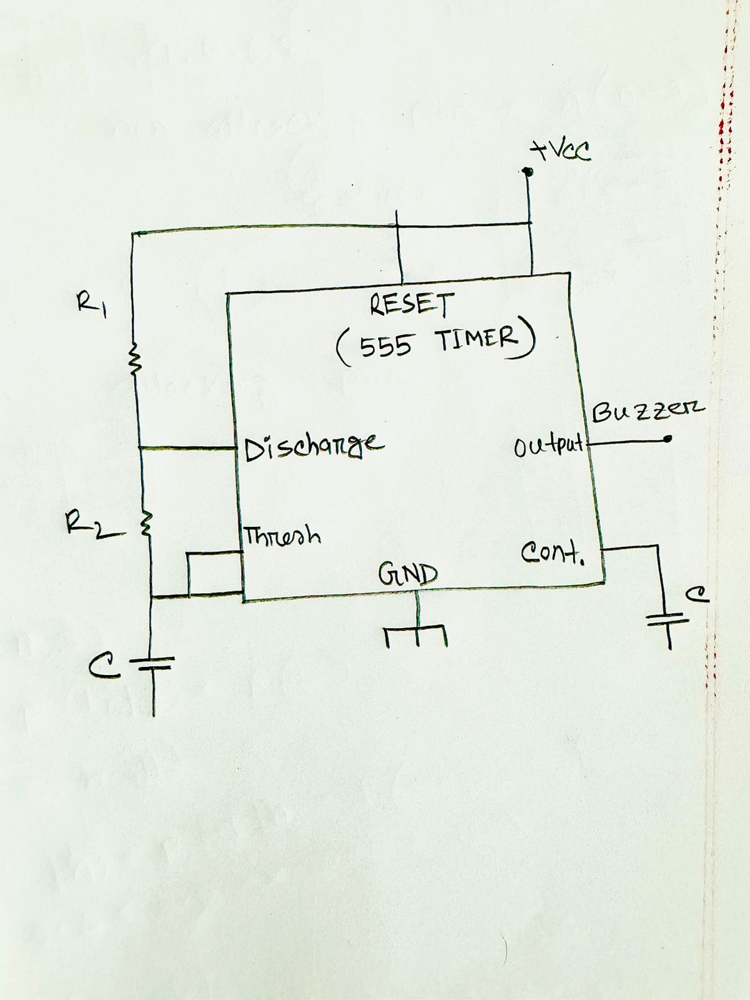 +Vcc
R1
RESET
(555 TIMER)
Buzzer
Discharge
output
R2
Thresh
Cont.
GND
C
C